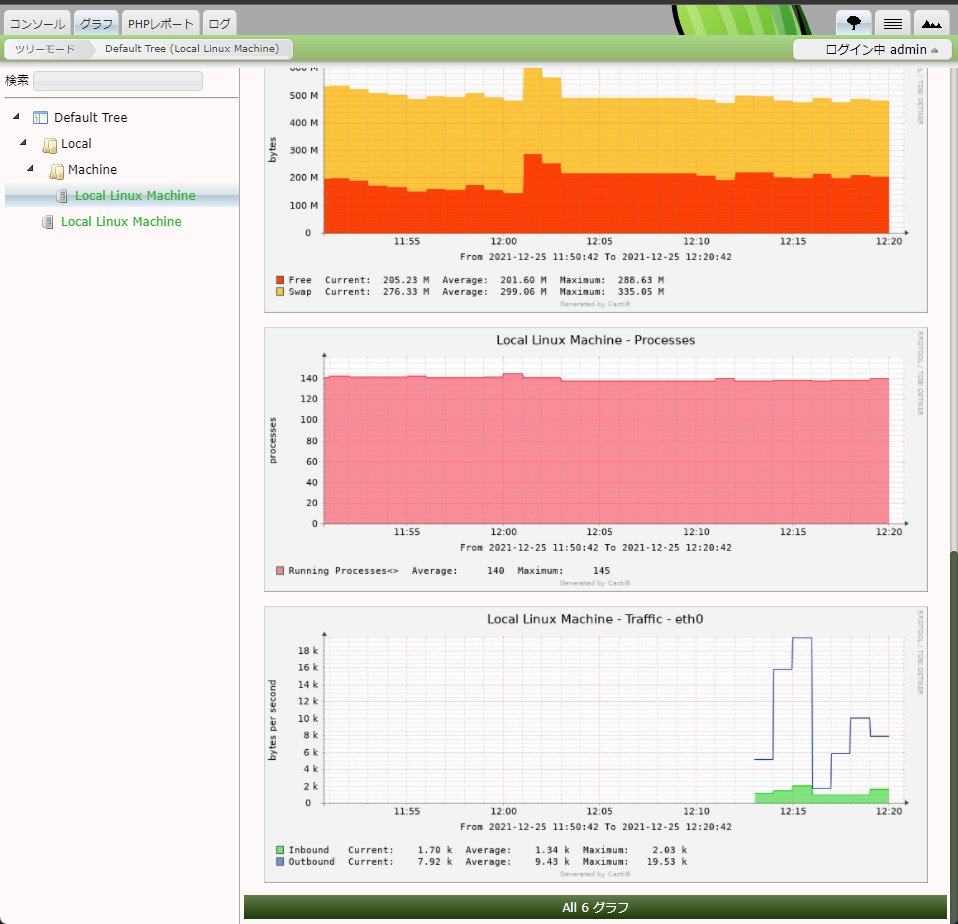 コンソール グラフ PHPレポート ログ
ツリーモード Default Tree (Local Linux Machine) ログイン中 admin
検索
Default Tree
Local
Machine
Local Linux Machine
Local Linux Machine
600 M
500 M
400 M
300 M
200 M
100 M
0
bytes
11:55 12:00 12:05 12:10 12:15 12:20
From 2021-12-25 11:50:42 To 2021-12-25 12:20:42
Free Current: 205.23 M Average: 201.60 M Maximum: 288.63 M
Swap Current: 276.33 M Average: 299.06 M Maximum: 335.05 M
Generated by Cacti®
/ TOBI OETIKER
Local Linux Machine - Processes
RRDTOOL / TOBI OETIKER
140
120
100
80
60
40
20
0
processes
11:55 12:00 12:05 12:10 12:15 12:20
From 2021-12-25 11:50:42 To 2021-12-25 12:20:42
Running Processes<> Average: 140 Maximum: 145
Generated by Cacti®
Local Linux Machine - Traffic - eth0
RRDTOOL / TOBI OETIKER
18 k
16 k
14 k
12 k
10 k
8 k
6 k
4 k
2 k
0
bytes per second
11:55 12:00 12:05 12:10 12:15 12:20
From 2021-12-25 11:50:42 To 2021-12-25 12:20:42
Inbound Current: 1.70 k Average: 1.34 k Maximum: 2.03 k
Outbound Current: 7.92 k Average: 9.43 k Maximum: 19.53 k
Generated by Cacti®
All 6 グラフ